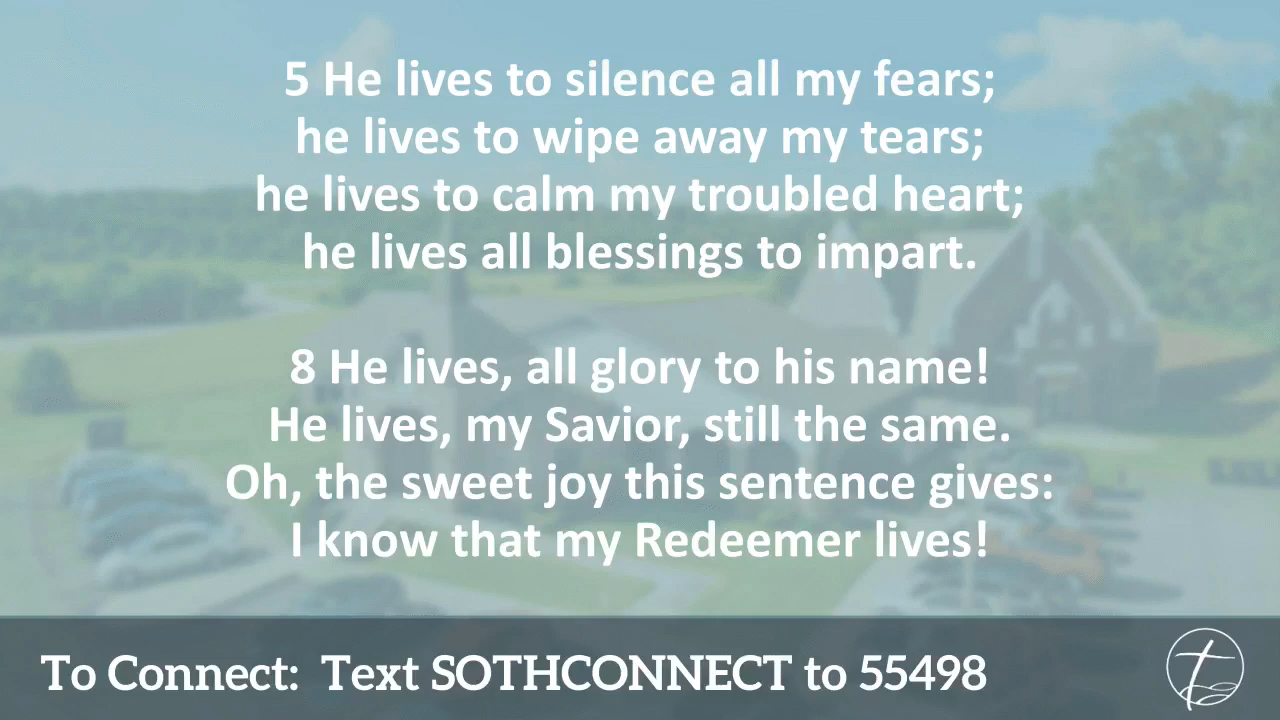 5 He lives to silence all my fears;
he lives to wipe away my tears;
he lives to calm my troubled heart;
he lives all blessings to impart.
8 He lives, all glory to his name!
He lives, my Savior, still the same.
Oh, the sweet joy this sentence gives:
I know that my Redeemer lives!
To Connect:  Text SOTHCONNECT to 55498